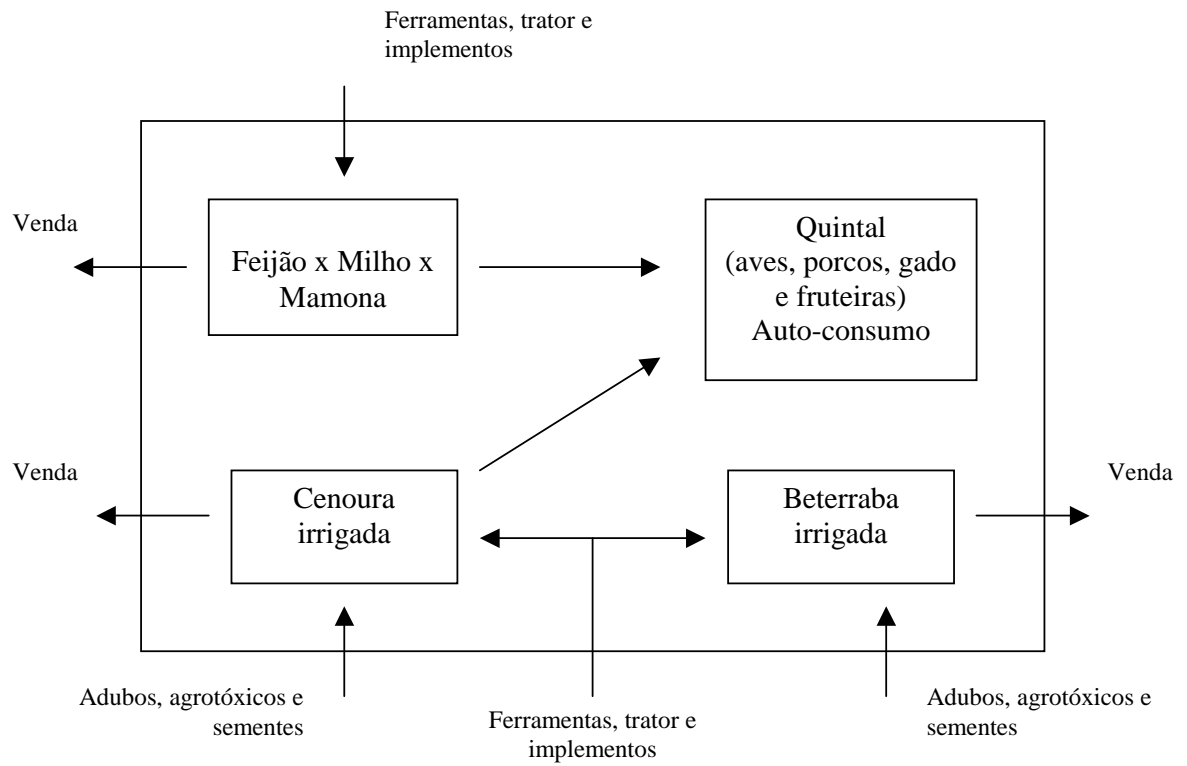 Ferramentas, trator e
implementos
Venda
Feijão x Milho x
Mamona
Quintal
(aves, porcos, gado
e fruteiras)
Auto-consumo
Venda
Cenoura
irrigada
Beterraba
irrigada
Venda
Adubos, agrotóxicos e
sementes
Ferramentas, trator e
implementos
Adubos, agrotóxicos e
sementes